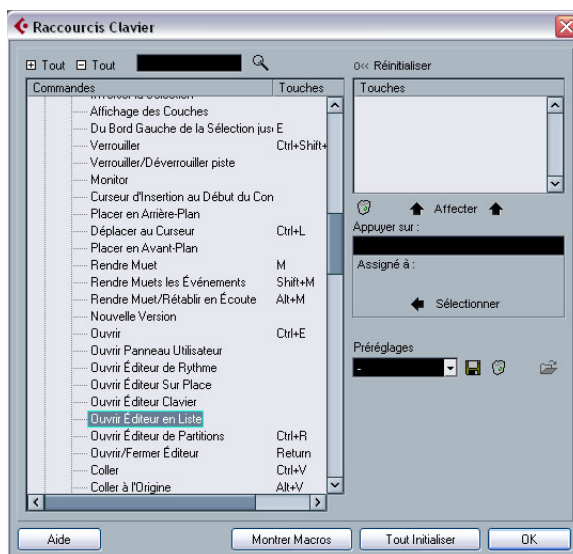 Raccourcis Clavier
Tout Tout
0<< Réinitialiser
Commandes Touches
Touches
Inverser la Sélection
Affichage des Couches
Du Bord Gauche de la Sélection jus E
Verrouiller Ctrl+Shift+
Verrouiller/Déverrouiller piste
Monitor
Curseur d'Insertion au Début du Con
Placer en Arrière-Plan
Déplacer au Curseur Ctrl+L
Placer en Avant-Plan
Rendre Muet M
Rendre Muets les Événements Shift+M
Rendre Muet/Rétablir en Écoute Alt+M
Nouvelle Version
Ouvrir Ctrl+E
Ouvrir Panneau Utilisateur
Ouvrir Éditeur de Rythme
Ouvrir Éditeur Sur Place
Ouvrir Éditeur Clavier
Ouvrir Éditeur en Liste
Ouvrir Éditeur de Partitions Ctrl+R
Ouvrir/Fermer Éditeur Return
Coller Ctrl+V
Coller à l'Origine Alt+V
Affecter
Appuyer sur :
Assigné à :
Sélectionner
Préréglages
-
Aide
Montrer Macros
Tout Initialiser
OK